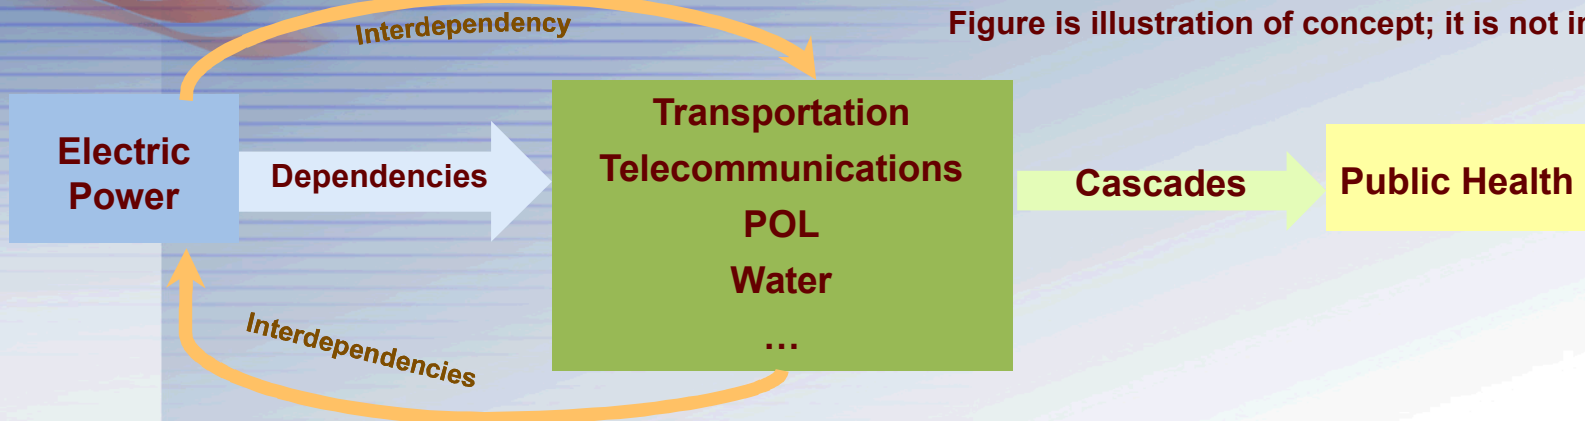 Interdependency
Figure is illustration of concept; it is not
Electric
Power
Dependencies
Transportation
Telecommunications
POL
Water
…
Cascades
Public Health
Interdependencies